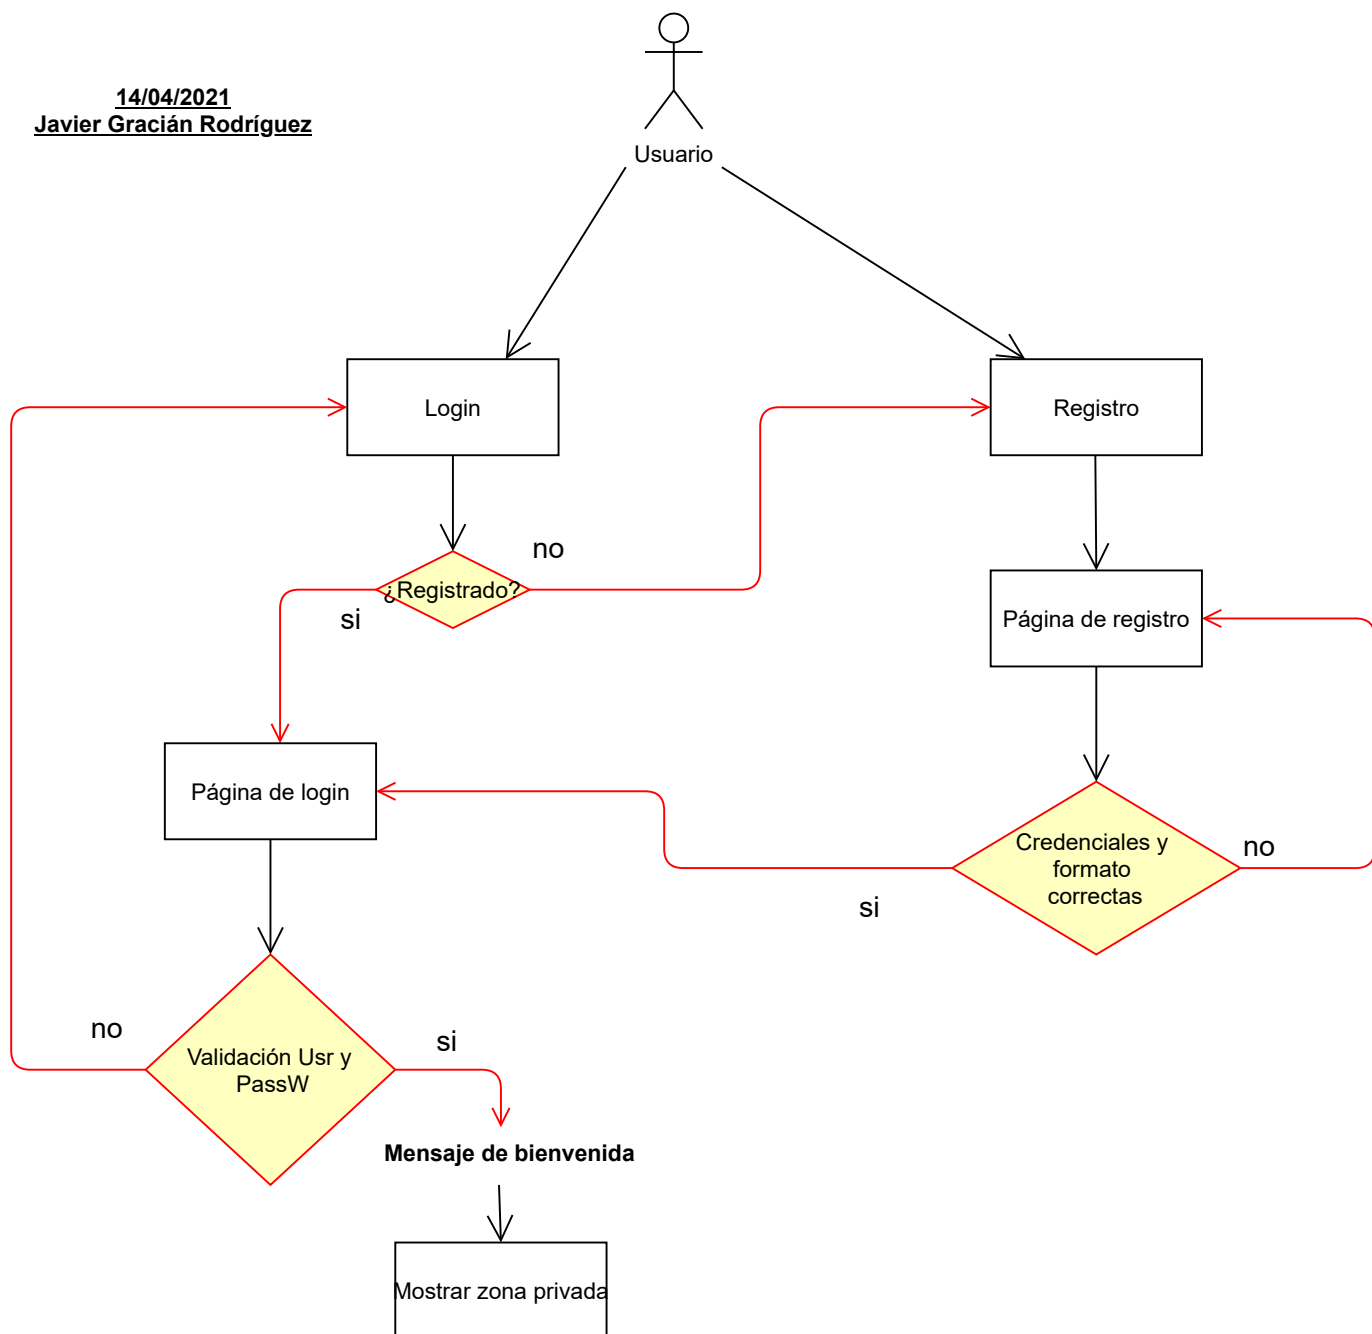 14/04/2021
Javier Gracián Rodríguez
Usuario
Login
Registro
no
¿Registrado?
si
Página de registro
Página de login
Credenciales y
formato
correctas
no
si
no
si
Validación Usr y
PassW
Mensaje de bienvenida
Mostrar zona privada